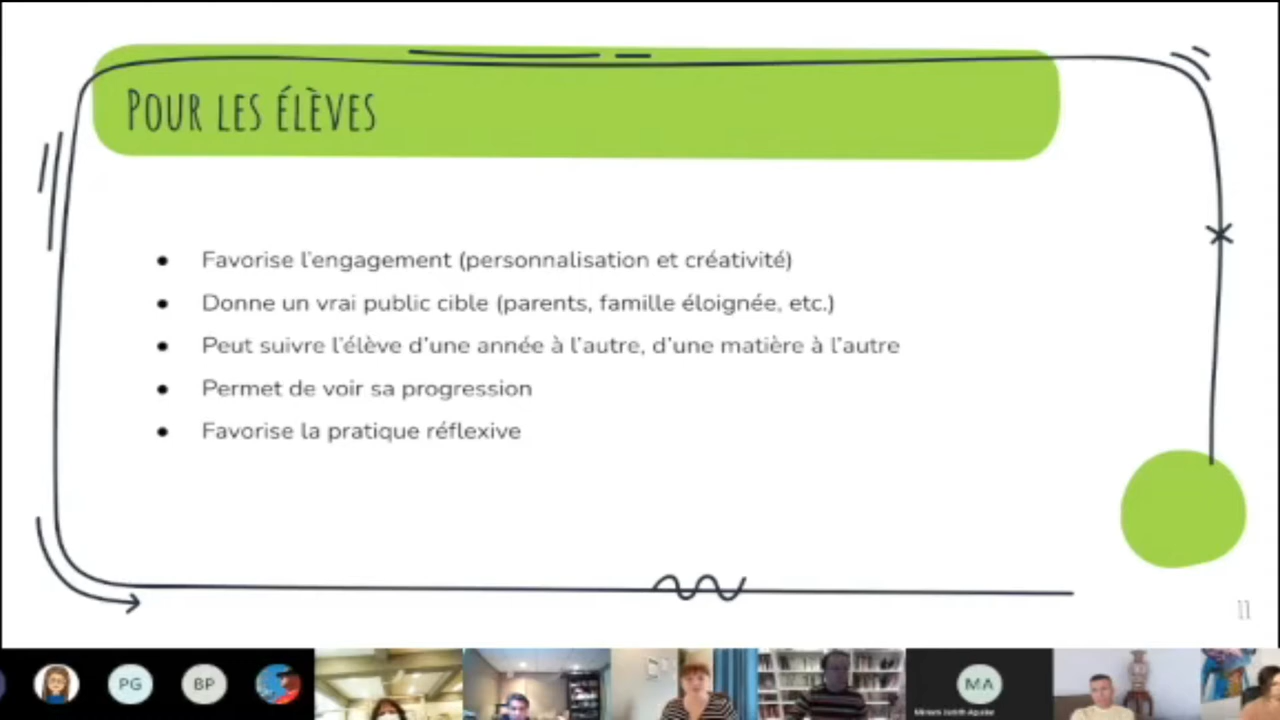 POUR LES ÉLÈVES
Favorise l'engagement (personnalisation et créativité)
Donne un vrai public cible (parents, famille éloignée, etc.)
Peut suivre l'élève d'une année à l'autre, d'une matière à l'autre
Permet de voir sa progression
Favorise la pratique réflexive
11
PG
BP
MA